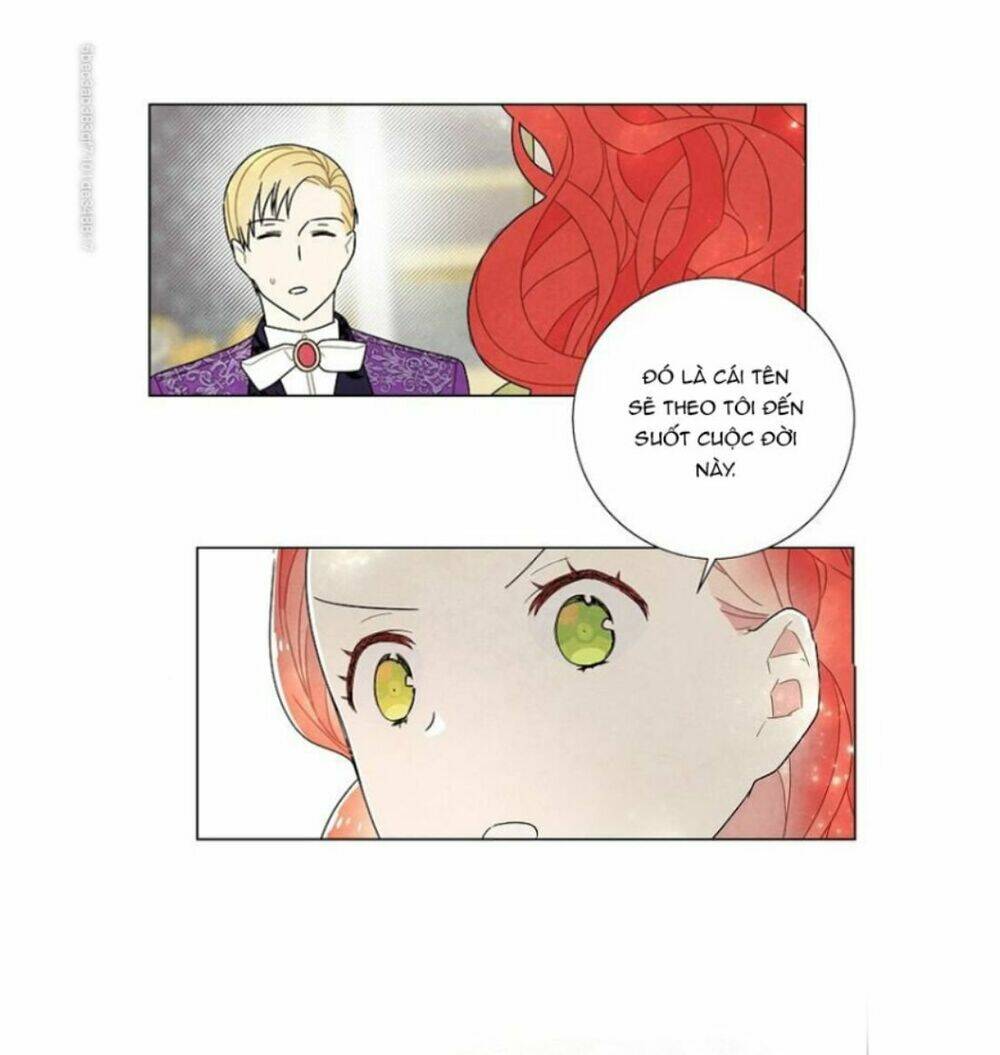 ĐÓ LÀ CÁI TÊN
SẼ THEO TÔI ĐẾN
SUỐT CUỘC ĐỜI
NÀY.